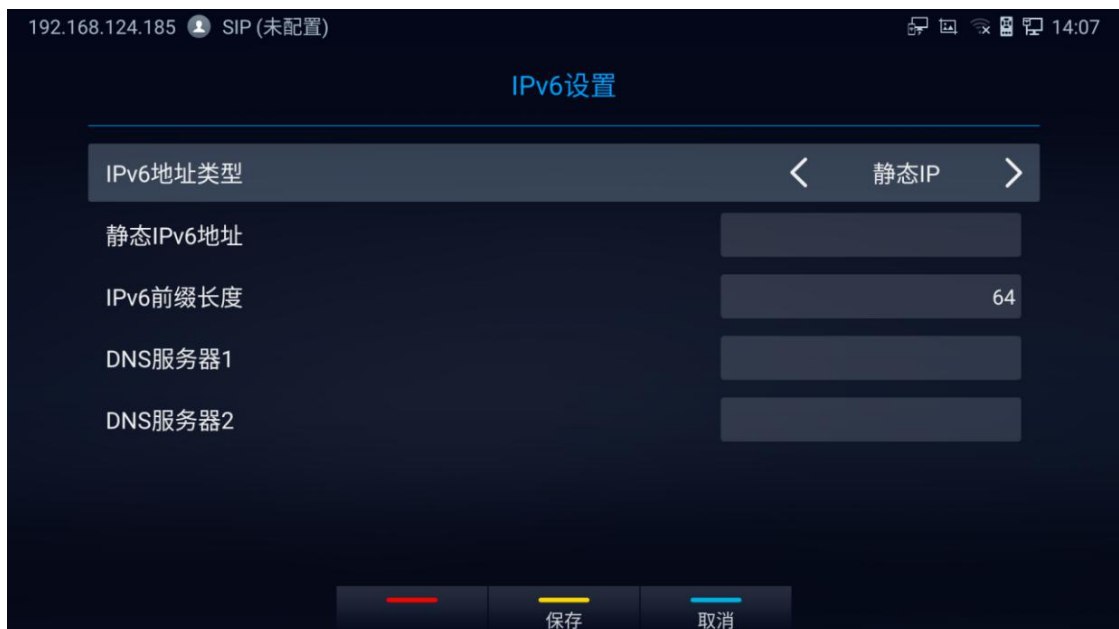 192.168.124.185 SIP (未配置) 14:07
IPv6设置
IPv6地址类型 静态IP
静态IPv6地址
IPv6前缀长度 64
DNS服务器1
DNS服务器2
保存 取消